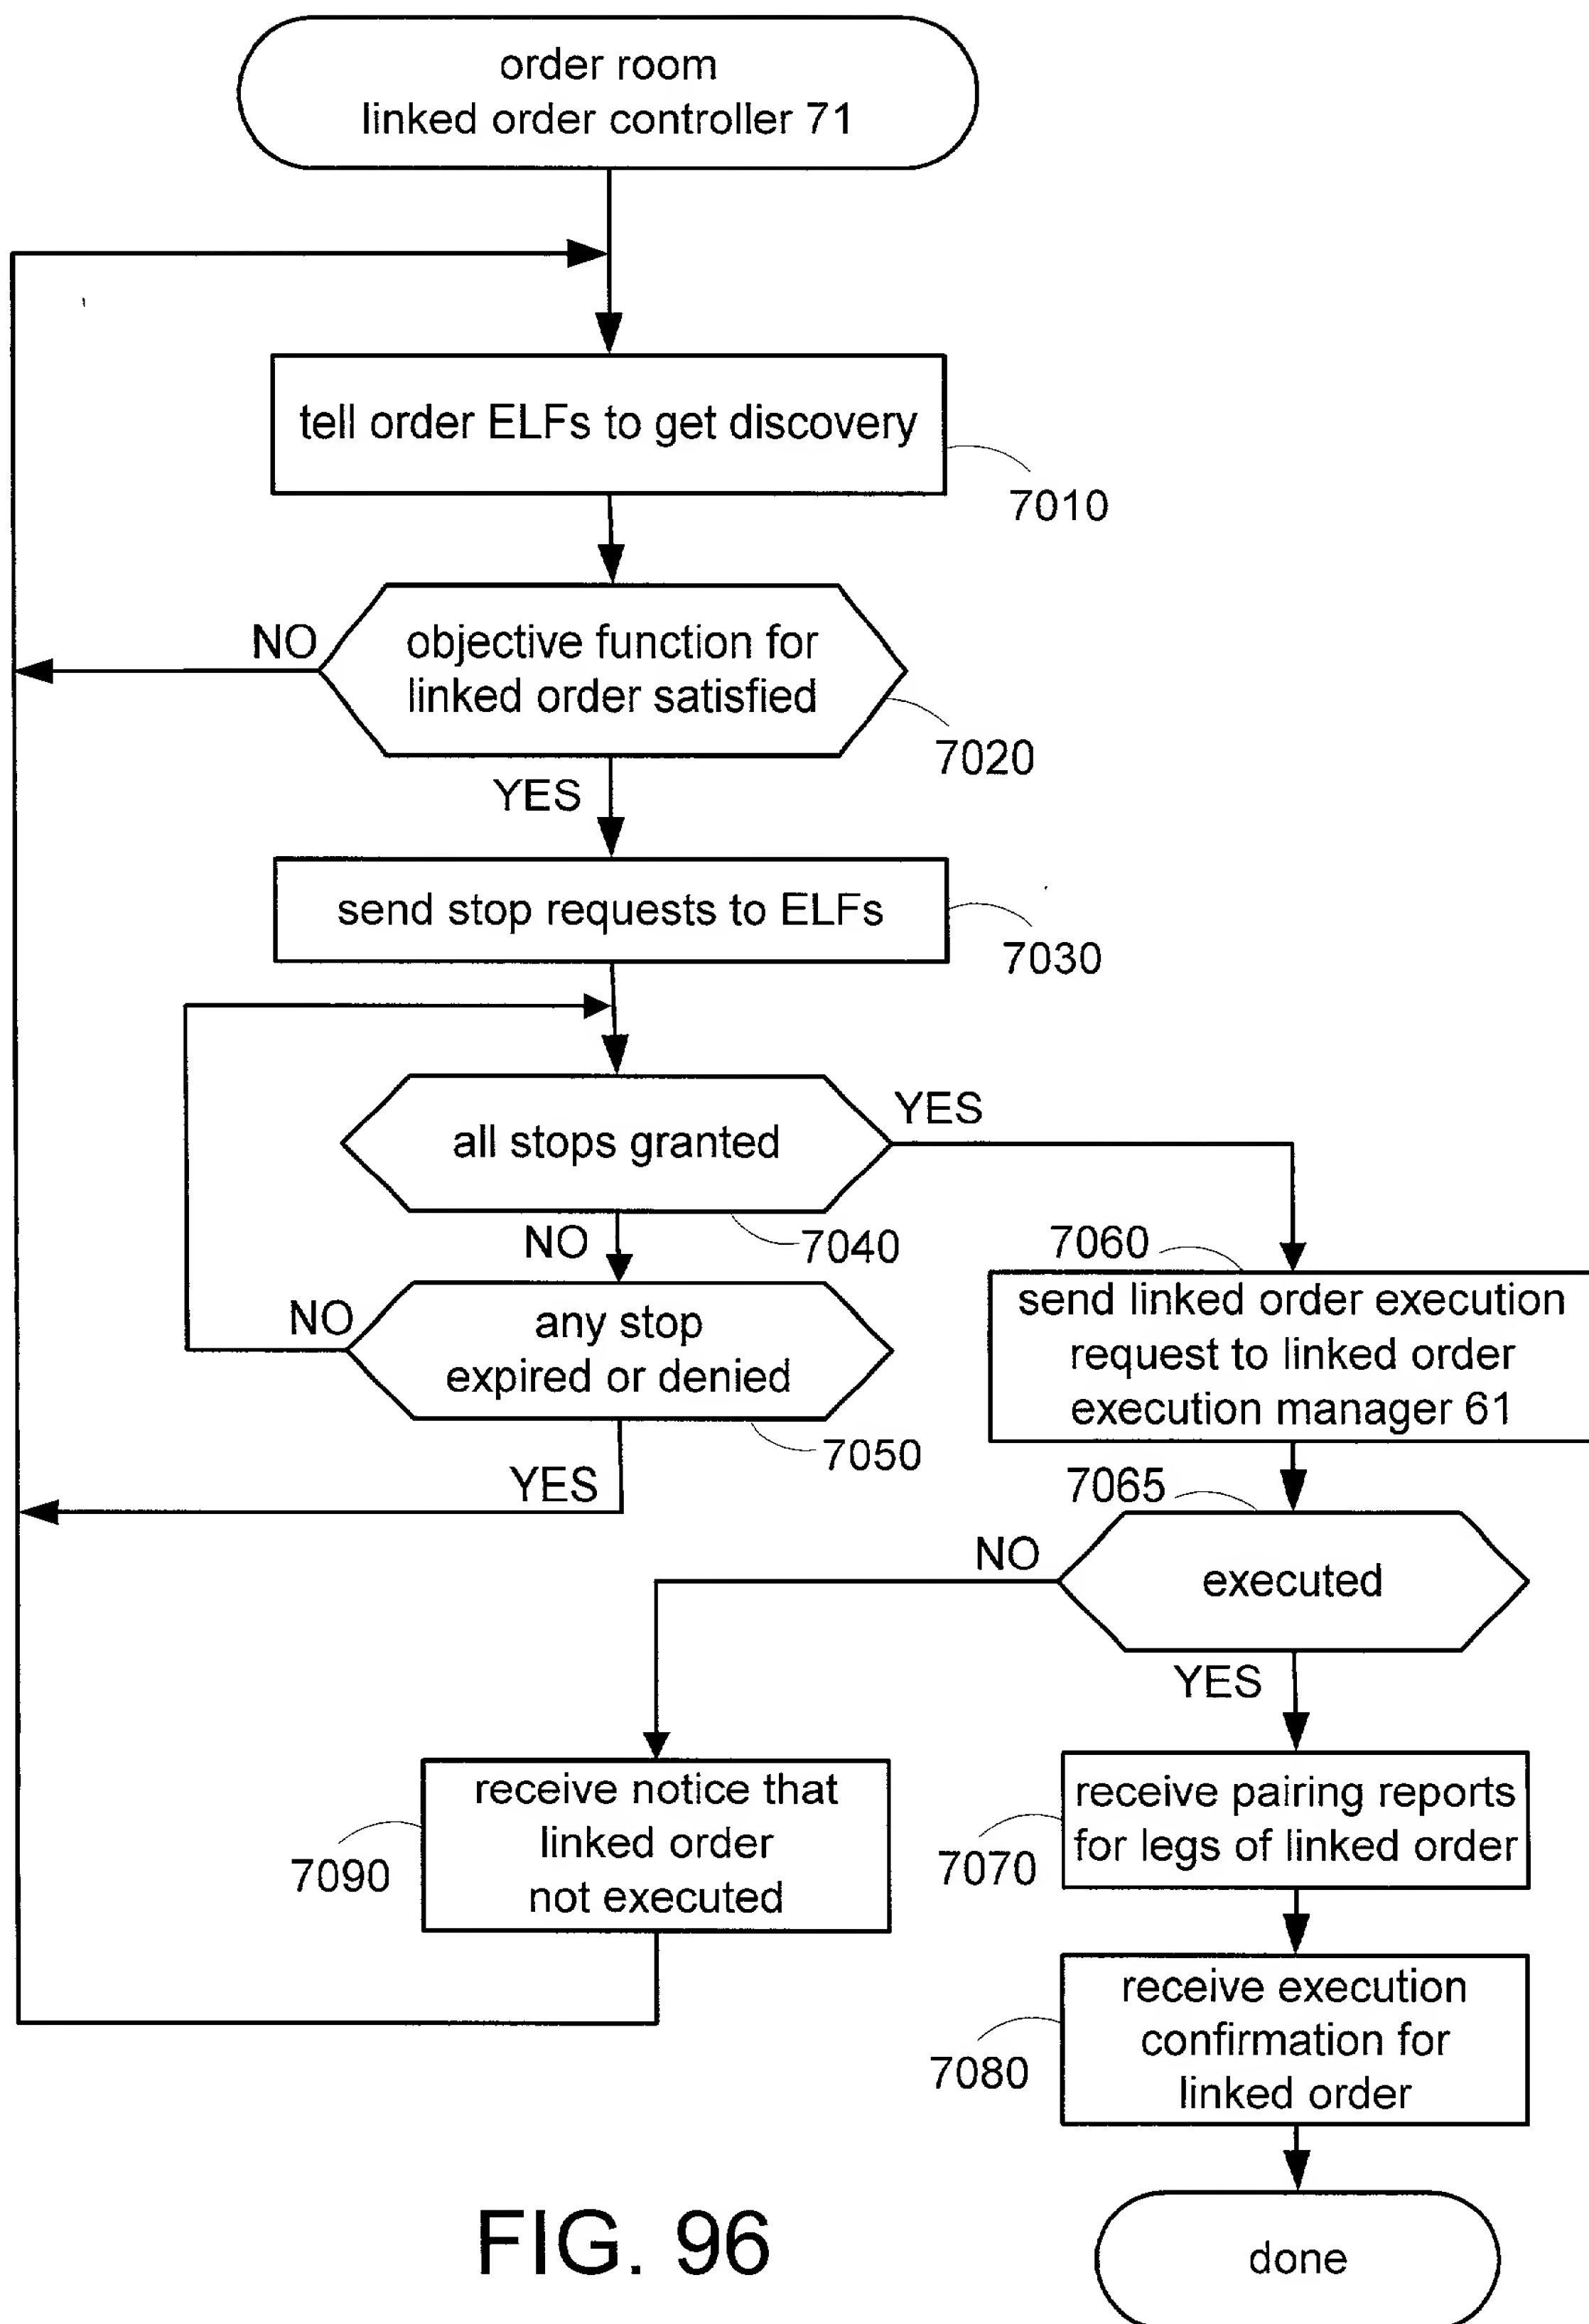 order room
linked order controller 71
tell order ELFs to get discovery
7010
NO
objective function for
linked order satisfied
7020
YES
send stop requests to ELFs
7030
all stops granted
YES
7040
NO
7060
send linked order execution
request to linked order
execution manager 61
NO
any stop
expired or denied
7050
YES
7065
NO
executed
YES
receive notice that
linked order
not executed
7090
receive pairing reports
for legs of linked order
7070
receive execution
confirmation for
linked order
7080
done
FIG. 96